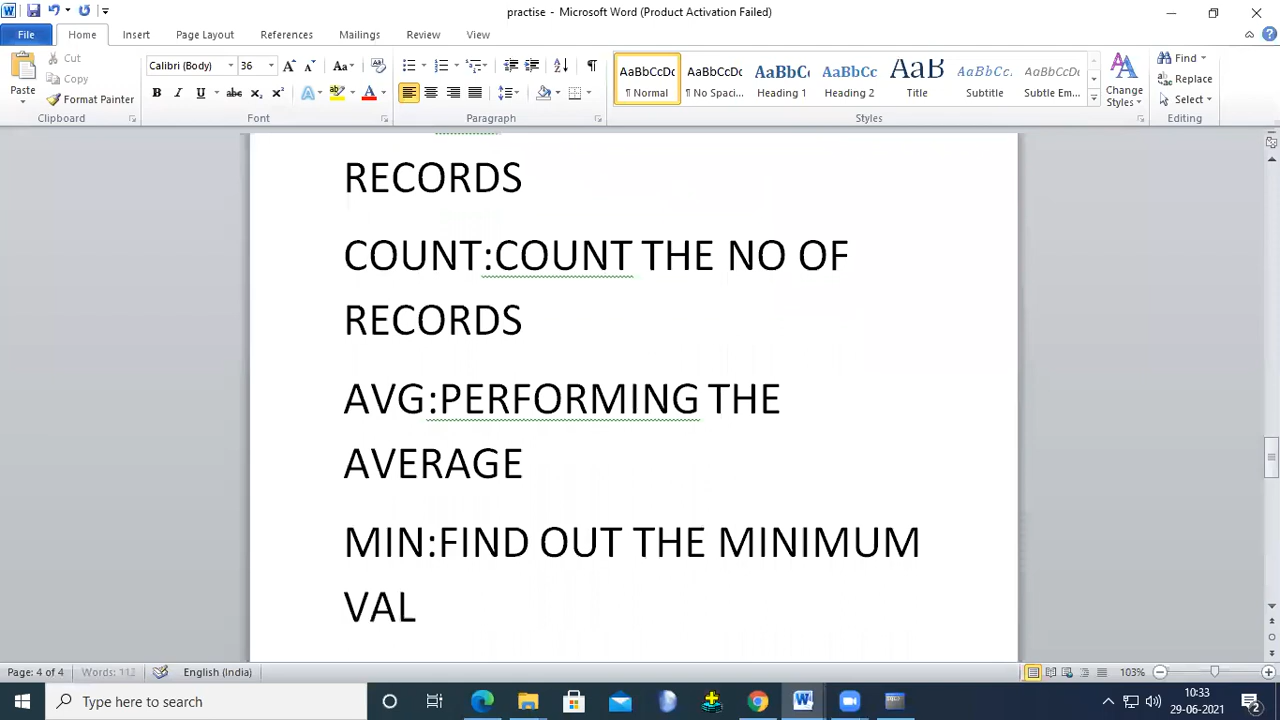 practise - Microsoft Word (Product Activation Failed)
File Home Insert Page Layout References Mailings Review View
Cut
Copy
Format Painter
Paste
Clipboard
Calibri (Body) 36
Font
Paragraph
AaBbCcDc AaBbCcDc AaBbCc AaBbCc AaB AaBbCcD AaBbCcDc
¶ Normal ¶ No Spaci... Heading 1 Heading 2 Title Subtitle Subtle Em...
Change Styles
Styles
Find
Replace
Select
Editing
RECORDS
COUNT:COUNT THE NO OF
RECORDS
AVG:PERFORMING THE
AVERAGE
MIN:FIND OUT THE MINIMUM
VAL
Page: 4 of 4 Words: 113 English (India) 103%
Type here to search
10:33
29-06-2021
2